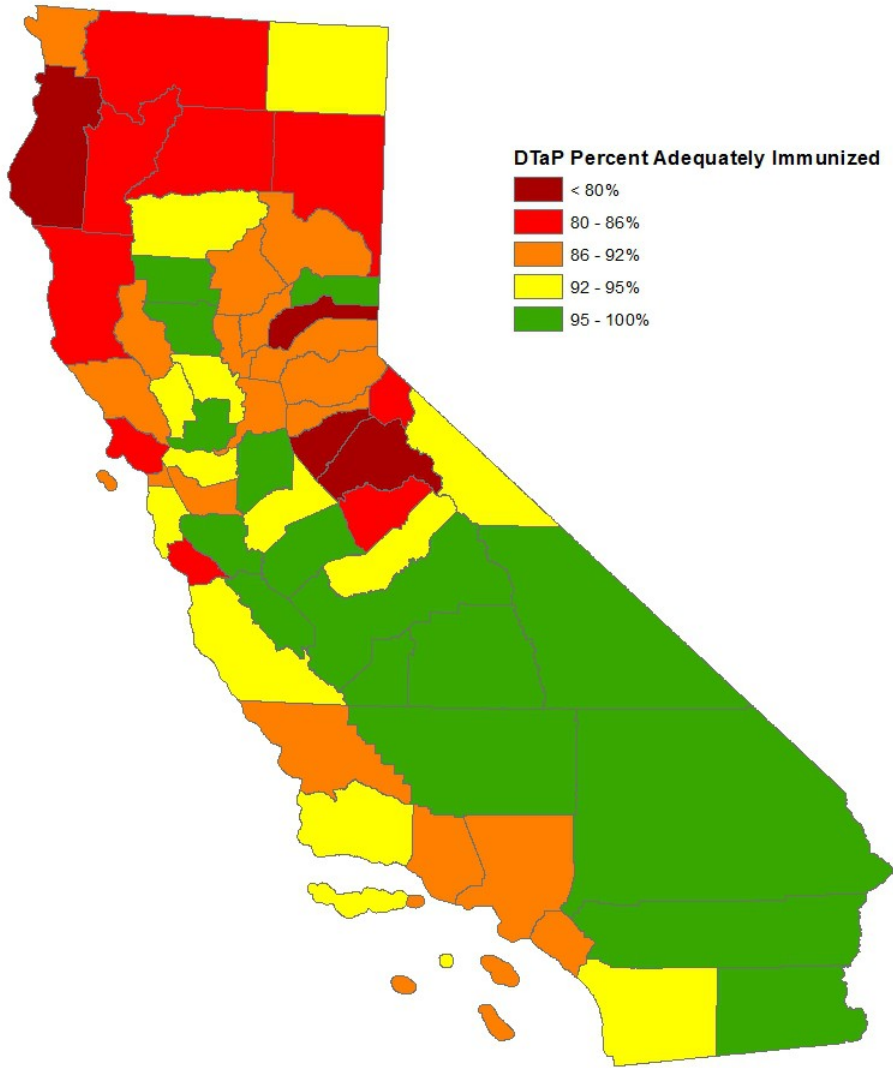 DTaP Percent Adequately Immunized
< 80%
80 - 86%
86 - 92%
92 - 95%
95 - 100%